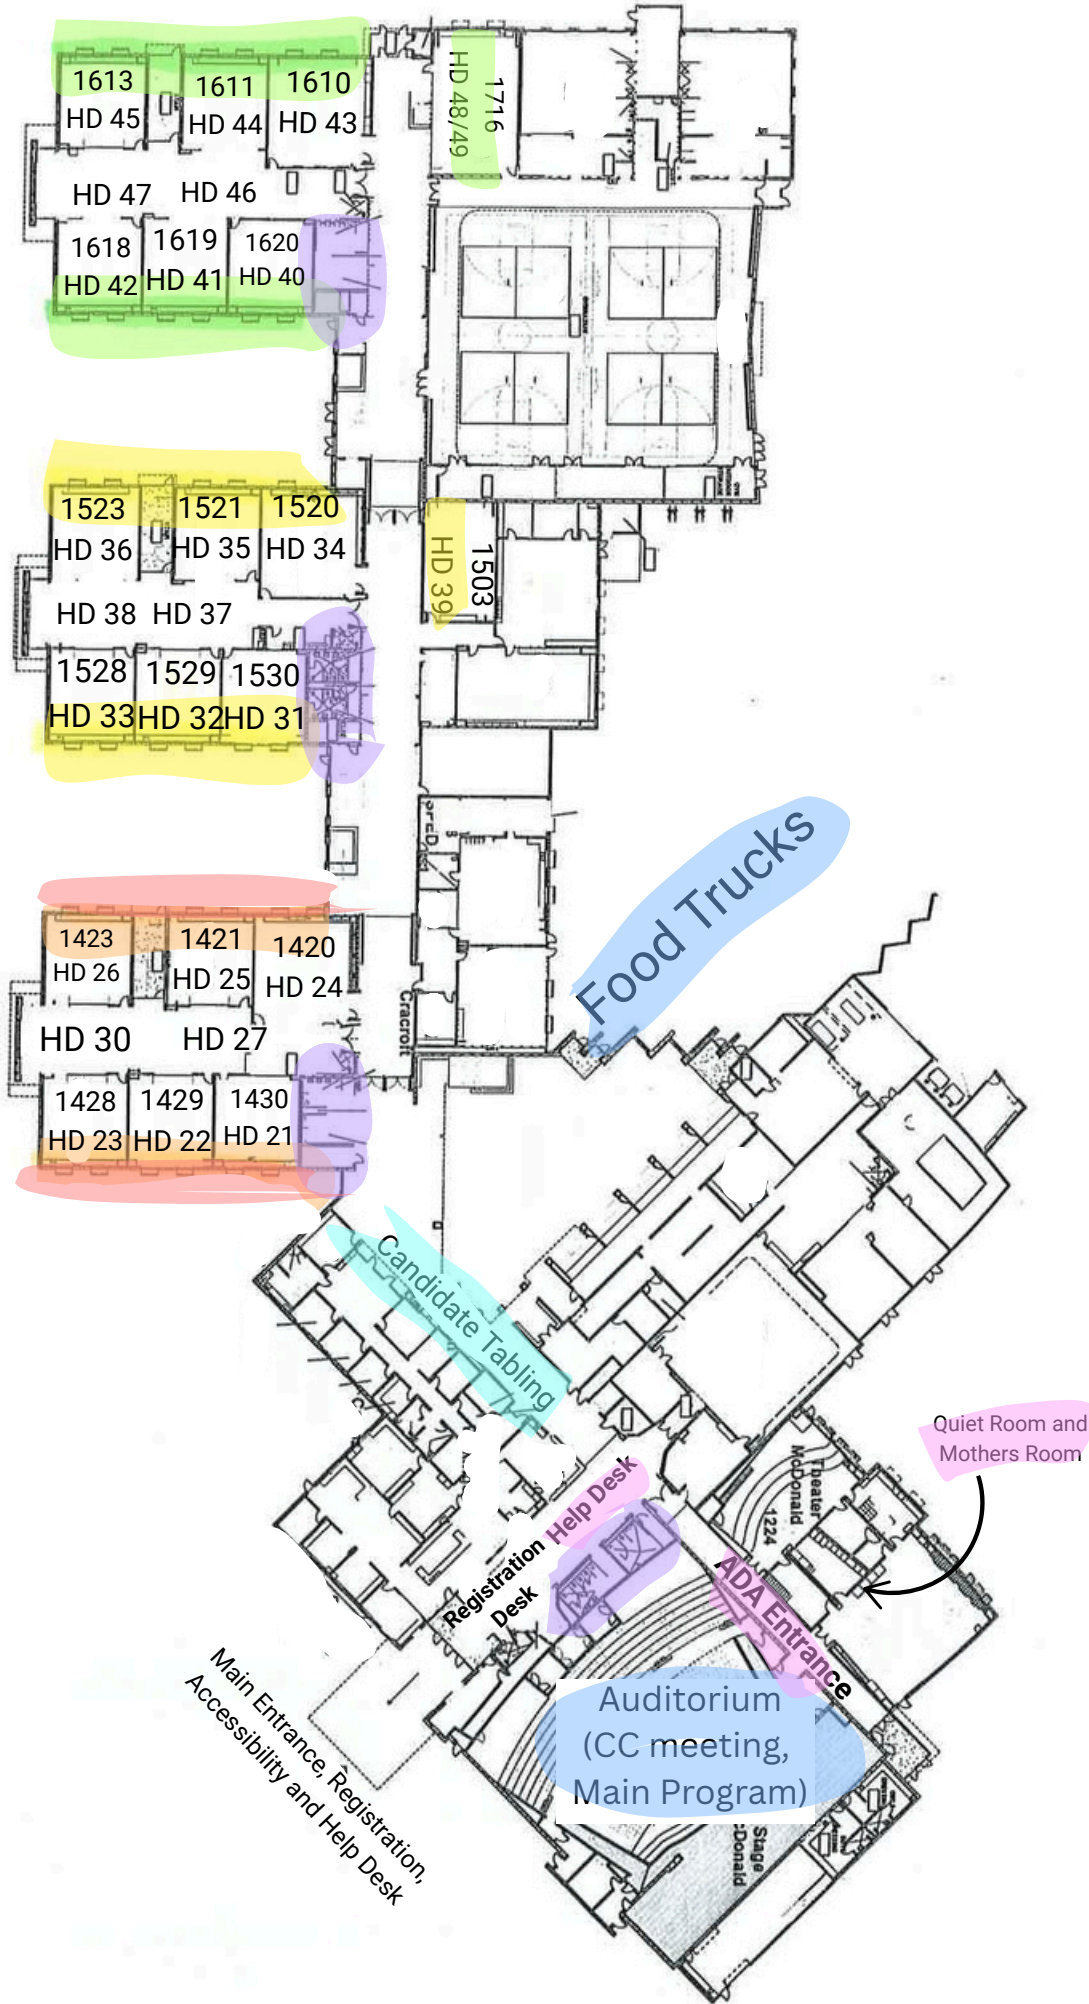 1613
HD 45
1611
HD 44
1610
HD 43
1716
HD 48/49
HD 47
HD 46
1618
HD 42
1619
HD 41
1620
HD 40
1523
HD 36
1521
HD 35
1520
HD 34
1503
HD 39
HD 38
HD 37
1528
HD 33
1529
HD 32
1530
HD 31
Food Trucks
1423
HD 26
1421
HD 25
1420
HD 24
HD 30
HD 27
1428
HD 23
1429
HD 22
1430
HD 21
Cracroft
Candidate Tabling
Quiet Room and
Mothers Room
Theater
McDonald
1224
Help Desk
Registration
Desk
ADA Entrance
Main Entrance, Registration,
Accessibility and Help Desk
Auditorium
(CC meeting,
Main Program)
Stage
cDonald